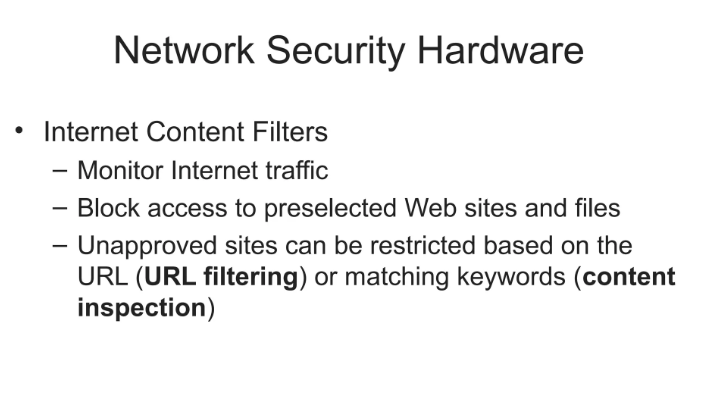 Network Security Hardware
• Internet Content Filters
– Monitor Internet traffic
– Block access to preselected Web sites and files
– Unapproved sites can be restricted based on the
URL (URL filtering) or matching keywords (content
inspection)